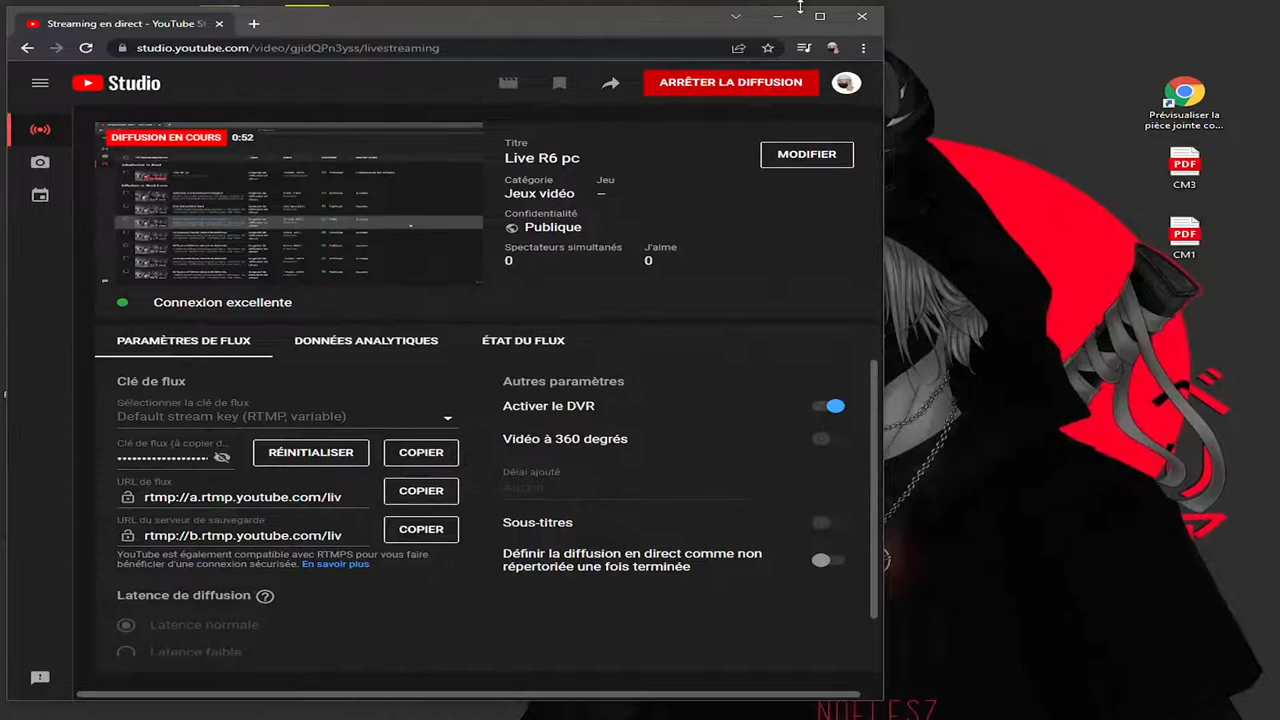 Streaming en direct - YouTube St
studio.youtube.com/video/gjidQPn3yss/livestreaming
Studio
ARRÊTER LA DIFFUSION
DIFFUSION EN COURS 0:52
Titre
Live R6 pc
MODIFIER
Catégorie Jeu
Jeux vidéo –
Confidentialité
Publique
Spectateurs simultanés J'aime
0 0
Connexion excellente
PARAMÈTRES DE FLUX DONNÉES ANALYTIQUES ÉTAT DU FLUX
Clé de flux
Sélectionner la clé de flux
Default stream key (RTMP, variable)
Clé de flux (à copier d...
RÉINITIALISER COPIER
URL de flux
rtmp://a.rtmp.youtube.com/liv COPIER
URL du serveur de sauvegarde
rtmp://b.rtmp.youtube.com/liv COPIER
YouTube est également compatible avec RTMPS pour vous faire
bénéficier d'une connexion sécurisée. En savoir plus
Latence de diffusion
Latence normale
Latence faible
Autres paramètres
Activer le DVR
Vidéo à 360 degrés
Délai ajouté
Aucun
Sous-titres
Définir la diffusion en direct comme non
répertoriée une fois terminée
Prévisualiser la
pièce jointe co...
PDF
CM3
PDF
CM1